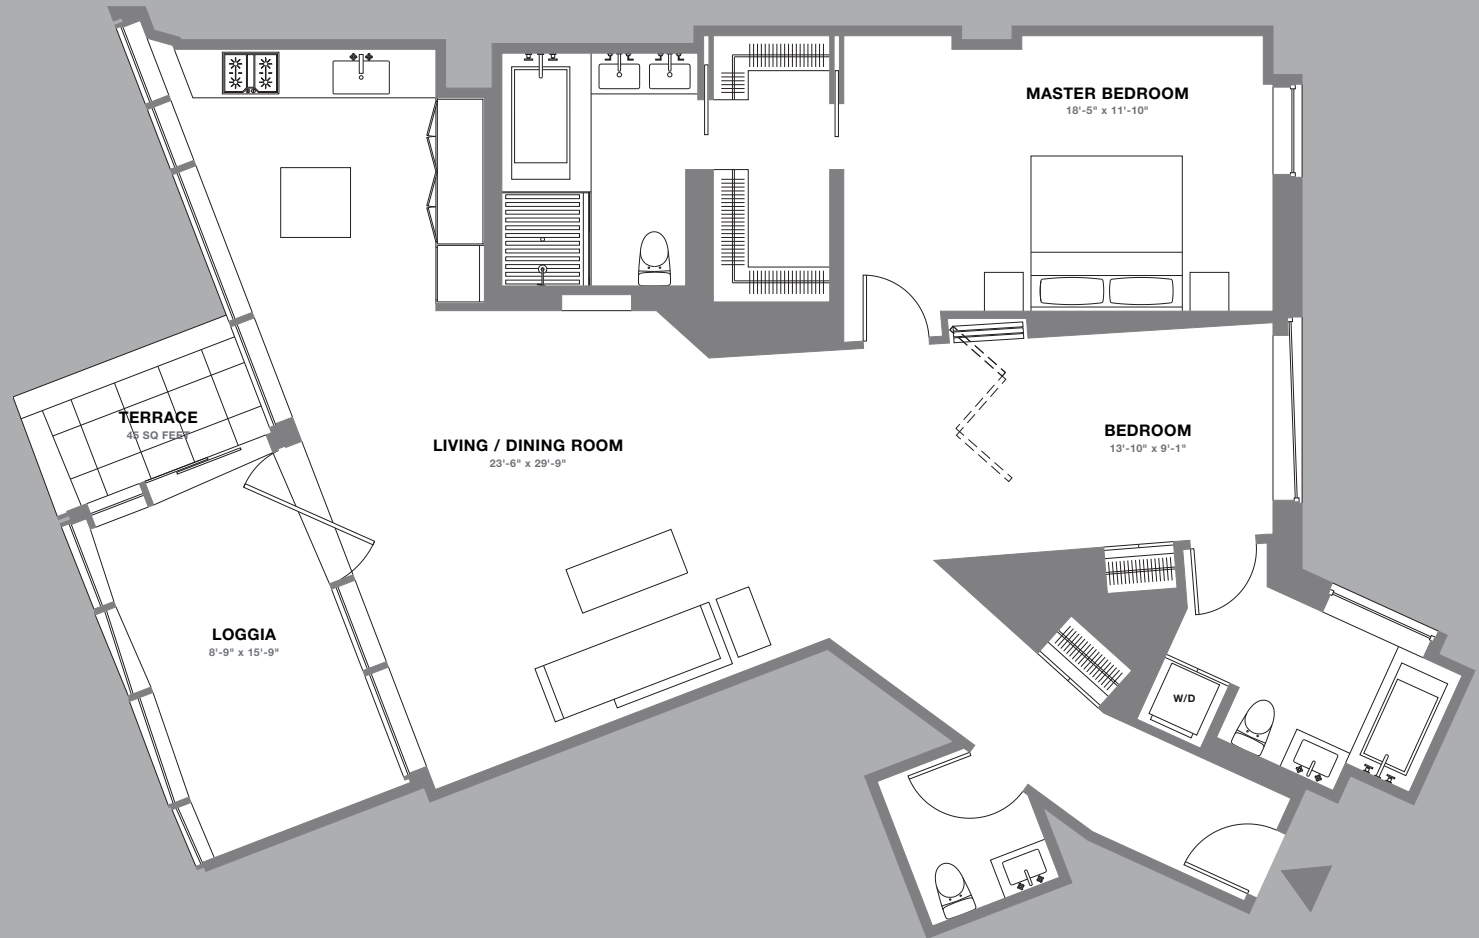 MASTER BEDROOM
18'-5" x 11'-10"
TERRACE
45 SQ FEET
LIVING / DINING ROOM
23'-6" x 29'-9"
BEDROOM
13'-10" x 9'-1"
LOGGIA
8'-9" x 15'-9"
W/D